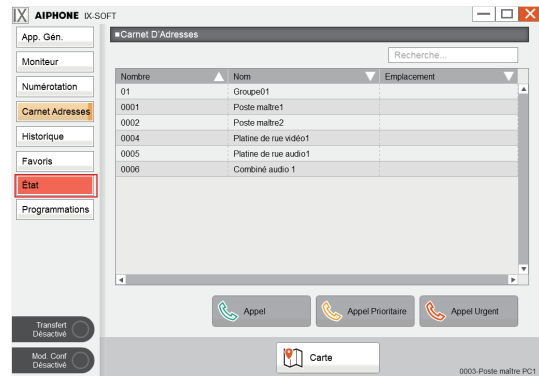 IX AIPHONE IX-SOFT
App. Gén.
Moniteur
Numérotation
Carnet Adresses
Historique
Favoris
État
Programmations
Transfert
Désactivé
Mod. Conf
Désactivé
■Carnet D'Adresses
Recherche...
Nombre Nom Emplacement
01 Groupe01
0001 Poste maître1
0002 Poste maître2
0004 Platine de rue vidéo1
0005 Platine de rue audio1
0006 Combiné audio 1
Appel Appel Prioritaire Appel Urgent
Carte
0003-Poste maître PC1